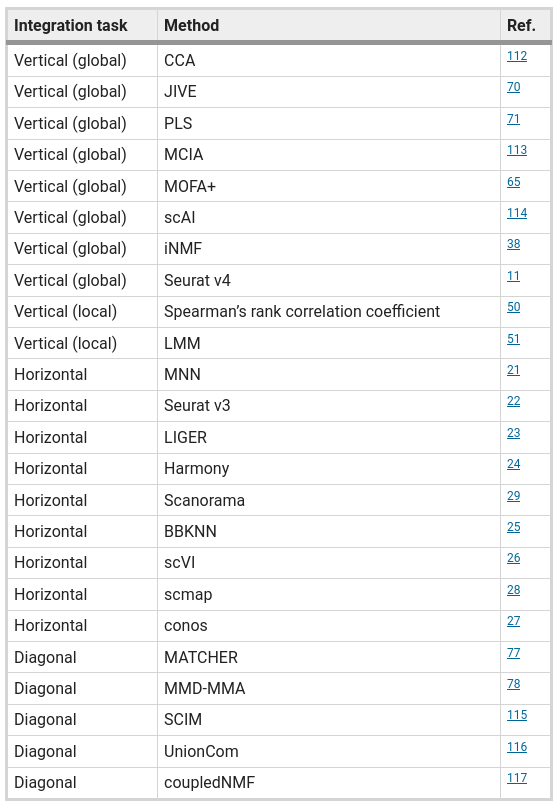 Integration task Method Ref.
Vertical (global) CCA 112
Vertical (global) JIVE 70
Vertical (global) PLS 71
Vertical (global) MCIA 113
Vertical (global) MOFA+ 65
Vertical (global) scAI 114
Vertical (global) iNMF 38
Vertical (global) Seurat v4 11
Vertical (local) Spearman’s rank correlation coefficient 50
Vertical (local) LMM 51
Horizontal MNN 21
Horizontal Seurat v3 22
Horizontal LIGER 23
Horizontal Harmony 24
Horizontal Scanorama 29
Horizontal BBKNN 25
Horizontal scVI 26
Horizontal scmap 28
Horizontal conos 27
Diagonal MATCHER 77
Diagonal MMD-MMA 78
Diagonal SCIM 115
Diagonal UnionCom 116
Diagonal coupledNMF 117